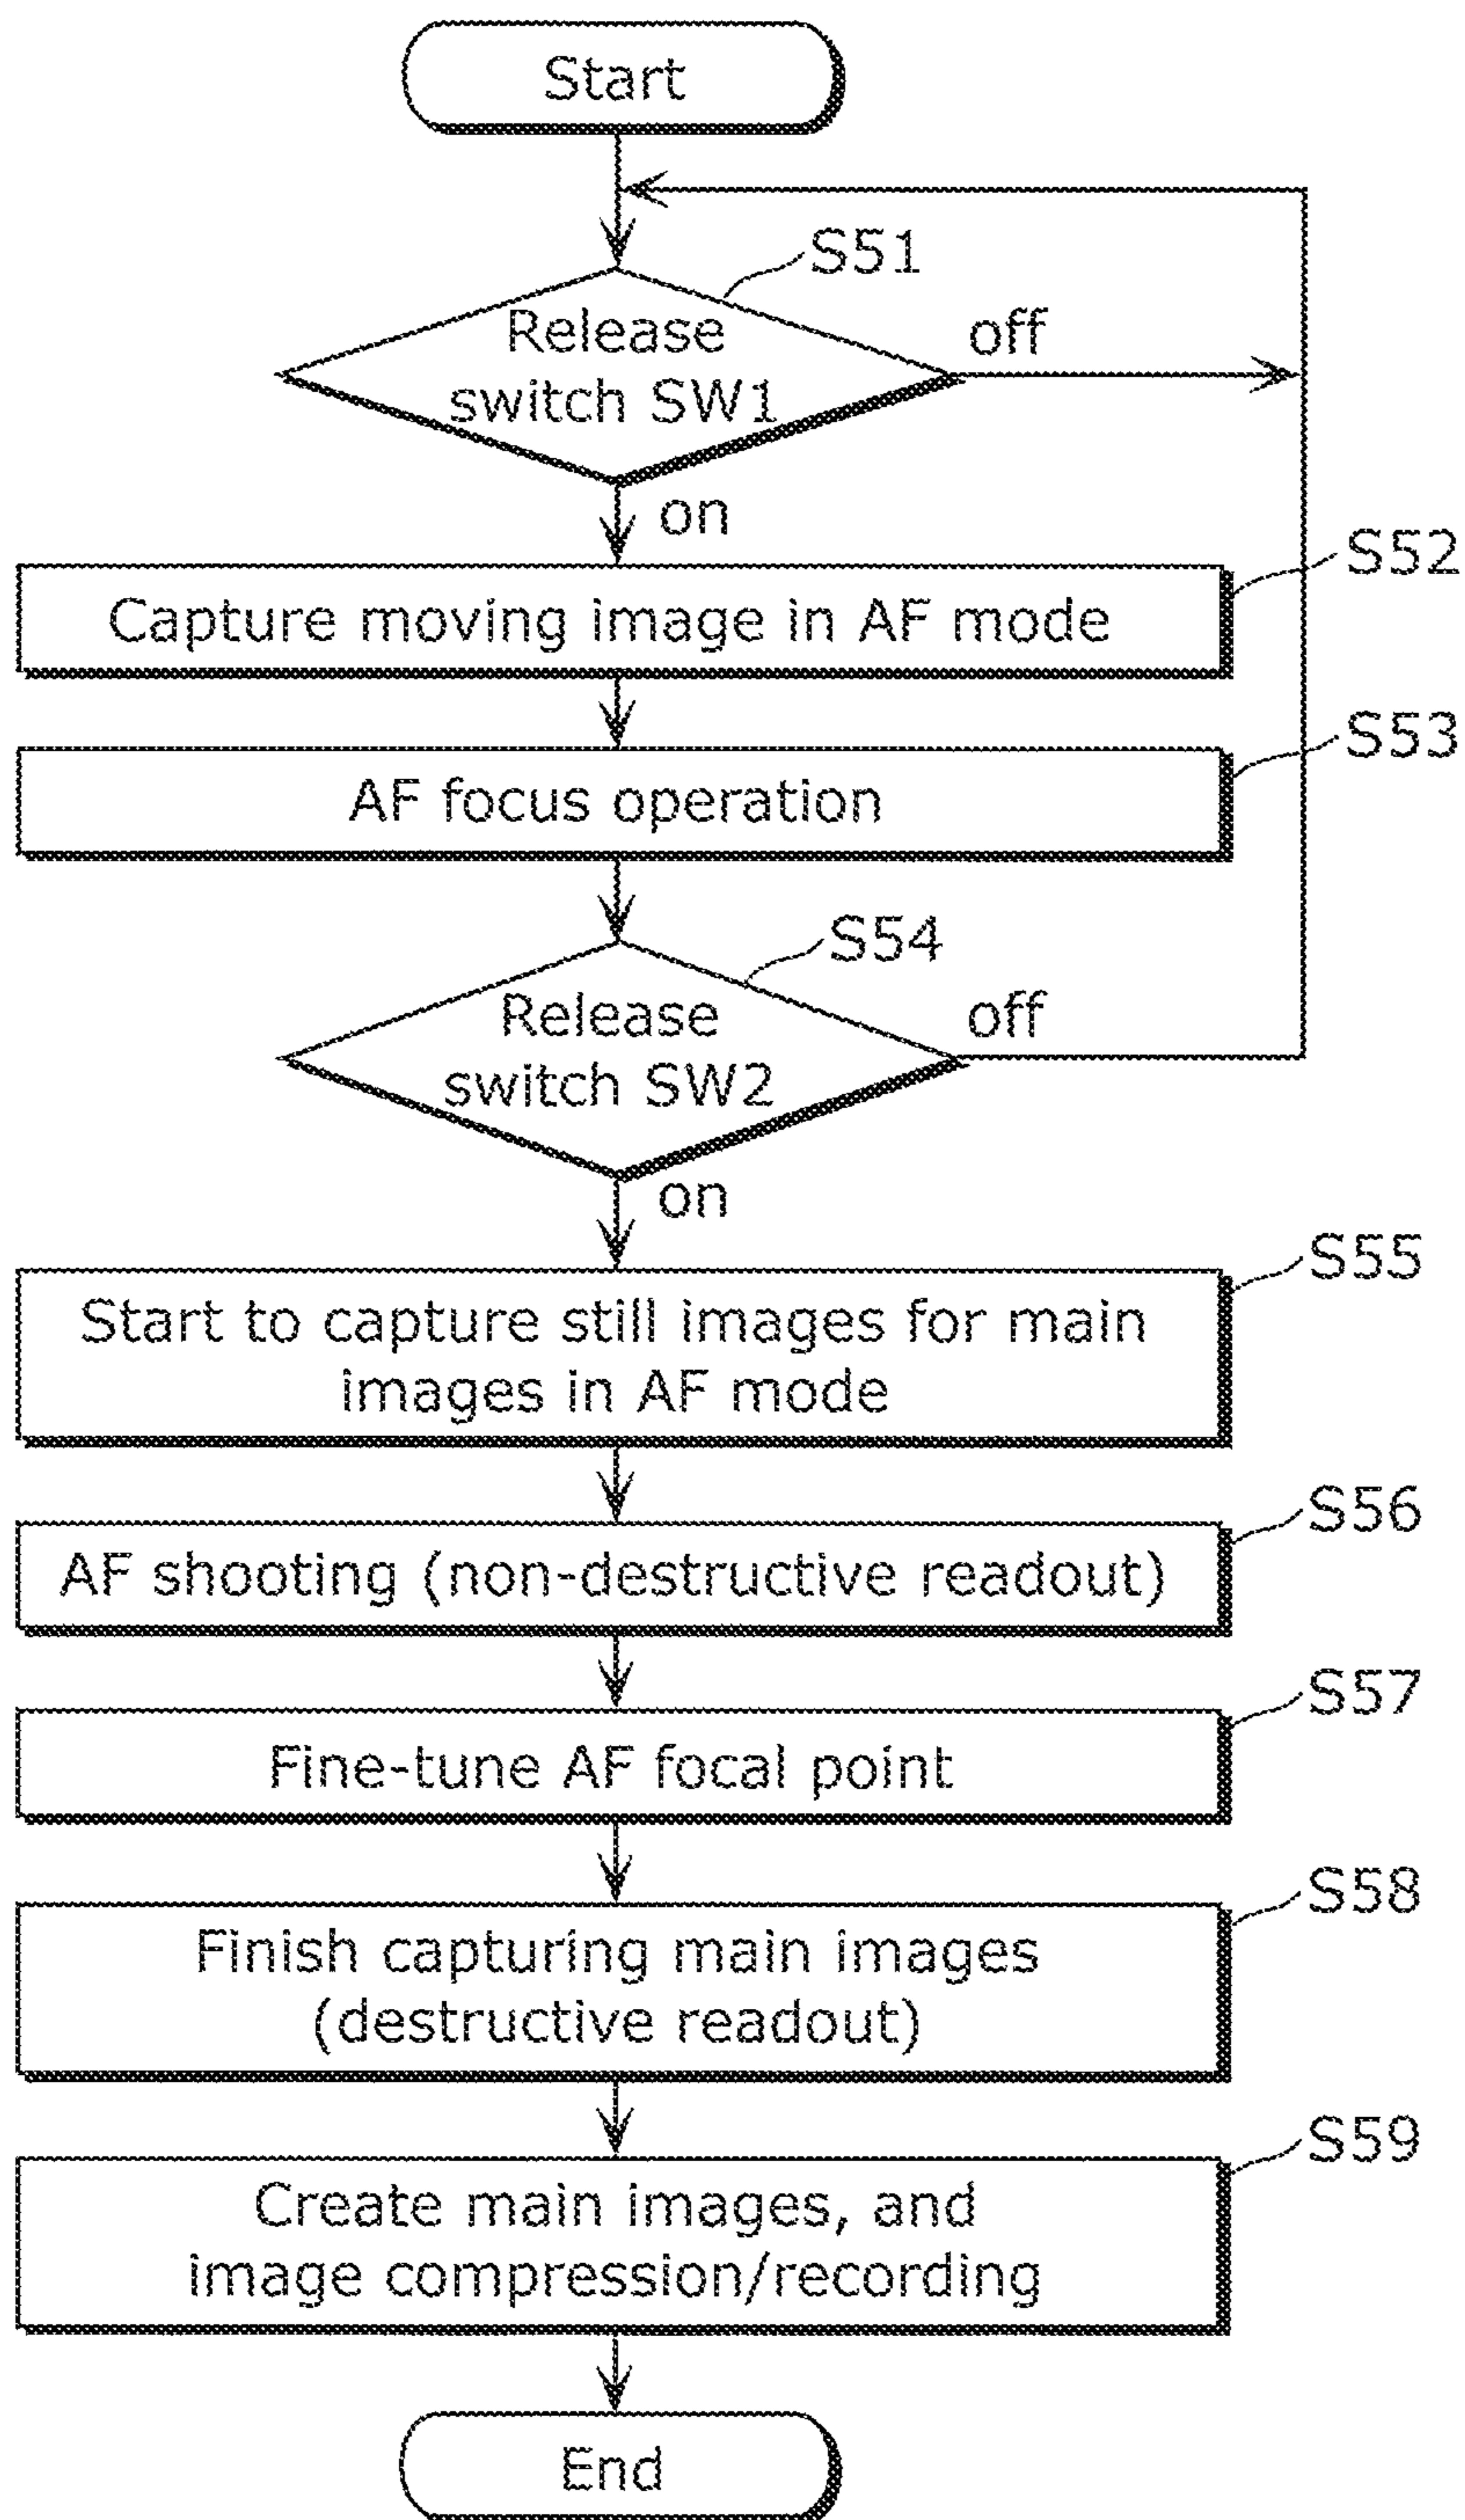 Start
S51
Release
switch SW1
off
on
S52
Capture moving image in AF mode
S53
AF focus operation
S54
Release
switch SW2
off
on
S55
Start to capture still images for main
images in AF mode
S56
AF shooting (non-destructive readout)
S57
Fine-tune AF focal point
S58
Finish capturing main images
(destructive readout)
S59
Create main images, and
image compression/recording
End